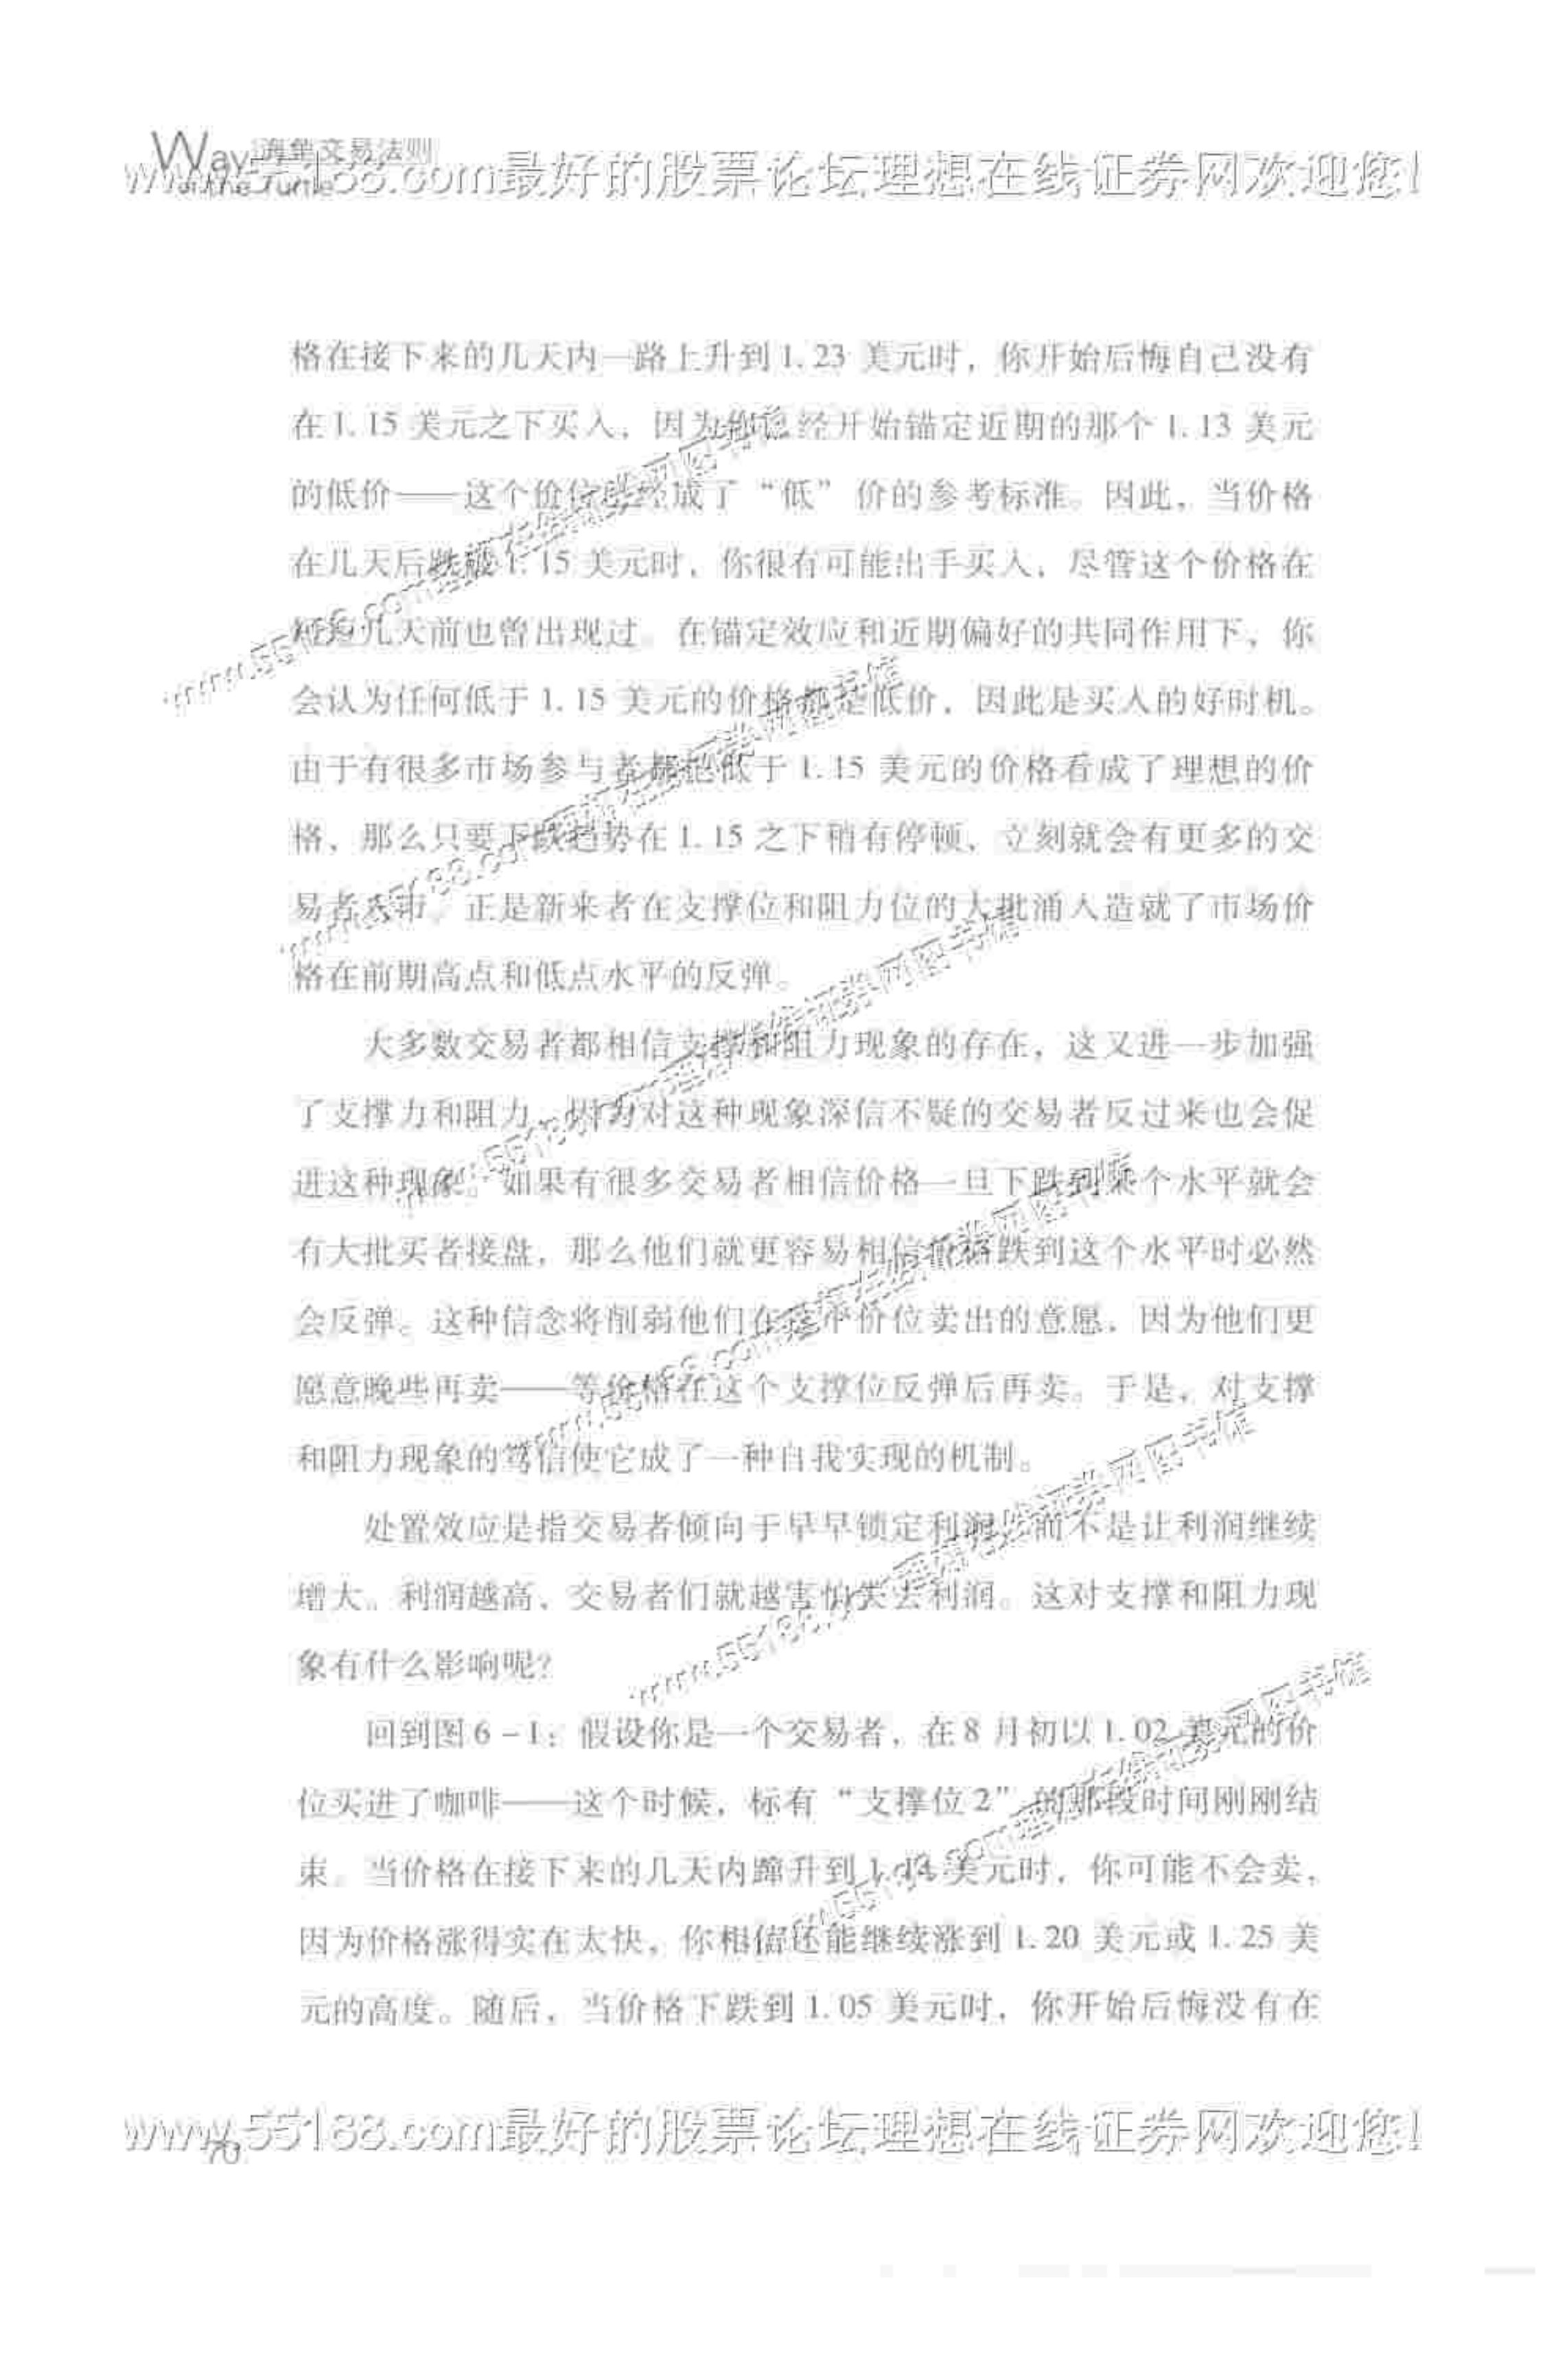 Way 海龟交易法则
of the Turtle
www.55188.com最好的股票论坛理想在线证券网欢迎您!
格在接下来的几天内一路上升到1.23 美元时，你开始后悔自己没有
在1.15 美元之下买入，因为你已经开始锚定近期的那个 1.13 美元
的低价——这个价位已经成了“低”价的参考标准。因此，当价格
在几天后跌破1.15 美元时，你很有可能出手买入，尽管这个价格在
短短几天前也曾出现过。在锚定效应和近期偏好的共同作用下，你
会认为任何低于 1.15 美元的价格都是低价，因此是买入的好时机。
由于有很多市场参与者都把低于 1.15 美元的价格看成了理想的价
格，那么只要下跌趋势在 1.15 之下稍有停顿，立刻就会有更多的交
易者入市。正是新来者在支撑位和阻力位的大批涌入造就了市场价
格在前期高点和低点水平的反弹。
大多数交易者都相信支撑和阻力现象的存在，这又进一步加强
了支撑力和阻力，因为对这种现象深信不疑的交易者反过来也会促
进这种现象。如果有很多交易者相信价格一旦下跌到某个水平就会
有大批买者接盘，那么他们就更容易相信价格跌到这个水平时必然
会反弹。这种信念将削弱他们在这个价位卖出的意愿，因为他们更
愿意晚些再卖——等价格在这个支撑位反弹后再卖。于是，对支撑
和阻力现象的笃信使它成了一种自我实现的机制。
处置效应是指交易者倾向于早早锁定利润，而不是让利润继续
增大。利润越高，交易者们就越害怕失去利润。这对支撑和阻力现
象有什么影响呢？
回到图 6-1：假设你是一个交易者，在 8 月初以 1.02 美元的价
位买进了咖啡——这个时候，标有“支撑位 2”的那段时间刚刚结
束。当价格在接下来的几天内蹿升到 美元时，你可能不会卖，
因为价格涨得实在太快，你相信还能继续涨到 1.20 美元或 1.25 美
元的高度。随后，当价格下跌到 1.05 美元时，你开始后悔没有在
www.55188.com最好的股票论坛理想在线证券网欢迎您!
70